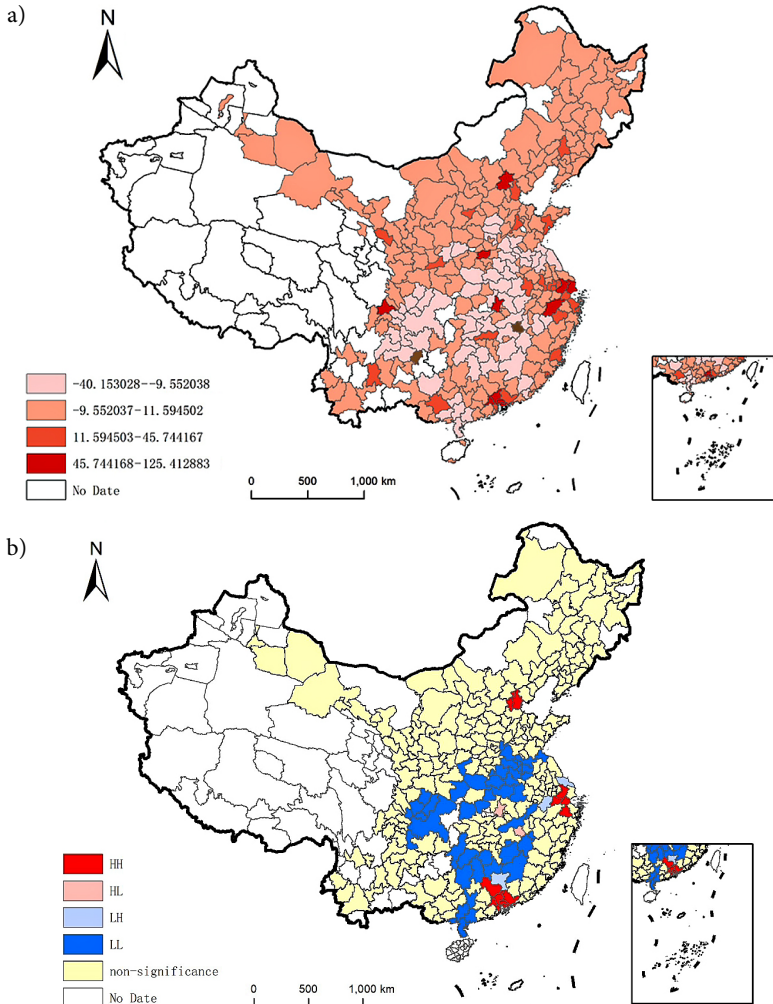 a)
N
-40.153028--9.552038
-9.552037-11.594502
11.594503-45.744167
45.744168-125.412883
No Date
0 500 1,000 km
b)
N
HH
HL
LH
LL
non-significance
No Date
0 500 1,000 km